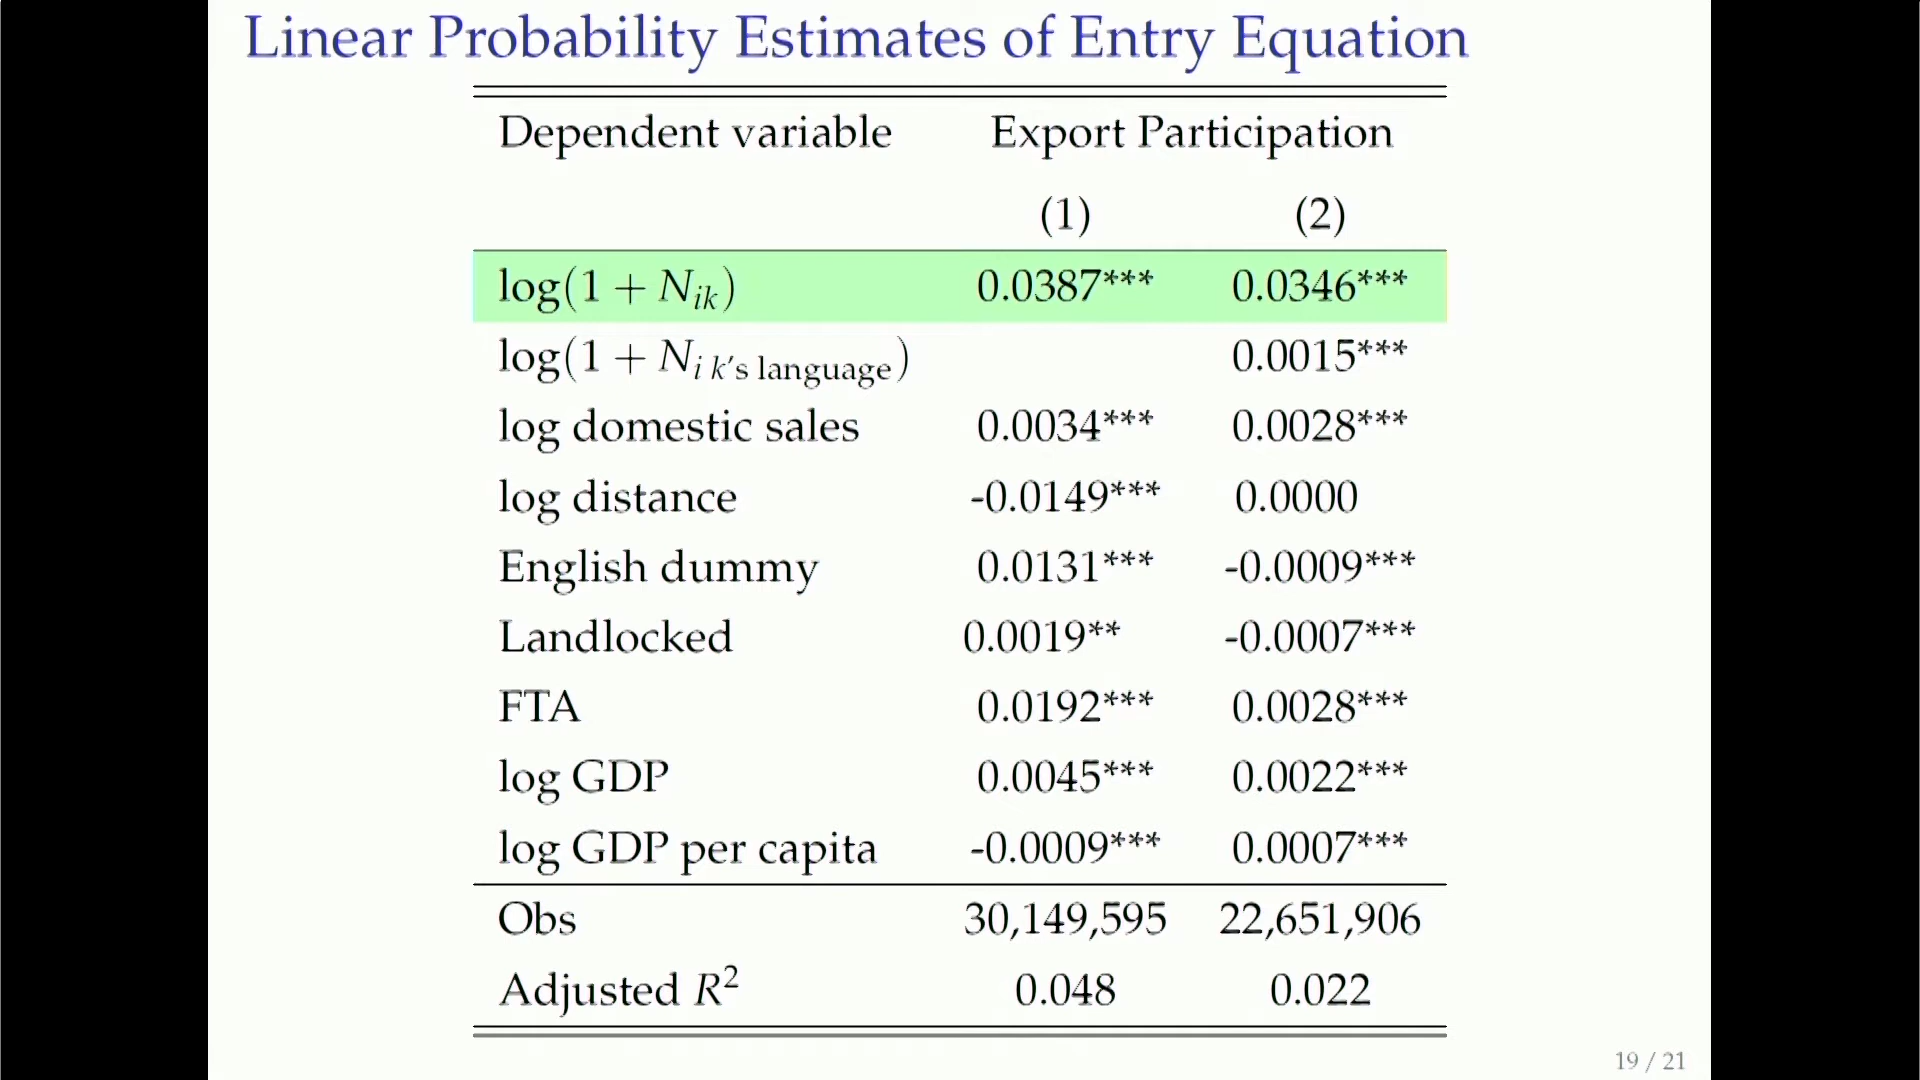 Linear Probability Estimates of Entry Equation
Dependent variable Export Participation
(1) (2)
log(1 + N_ik) 0.0387*** 0.0346***
log(1 + N_i k's language) 0.0015***
log domestic sales 0.0034*** 0.0028***
log distance -0.0149*** 0.0000
English dummy 0.0131*** -0.0009***
Landlocked 0.0019** -0.0007***
FTA 0.0192*** 0.0028***
log GDP 0.0045*** 0.0022***
log GDP per capita -0.0009*** 0.0007***
Obs 30,149,595 22,651,906
Adjusted R² 0.048 0.022
19 / 21